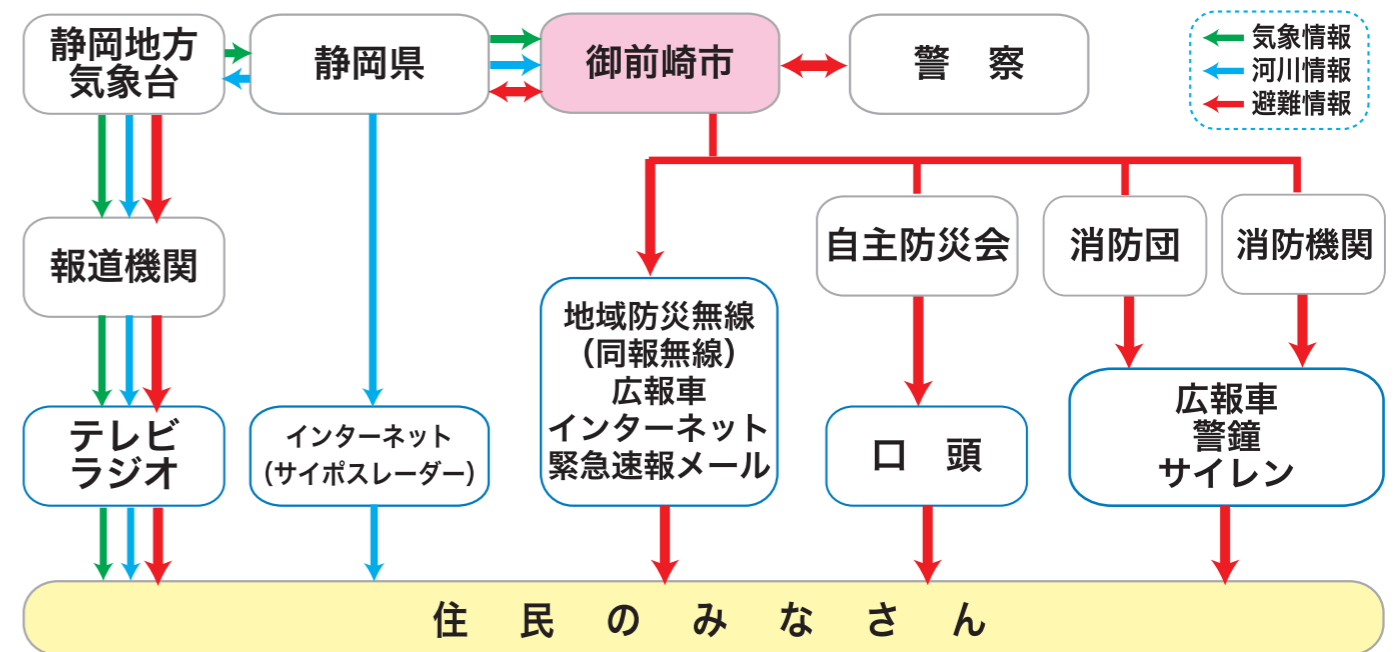 静岡地方
気象台
静岡県
御前崎市
警 察
気象情報
河川情報
避難情報
報道機関
自主防災会
消防団
消防機関
地域防災無線
(同報無線)
広報車
インターネット
緊急速報メール
テレビ
ラジオ
インターネット
(サイポスレーダー)
口 頭
広報車
警鐘
サイレン
住 民 の み な さ ん